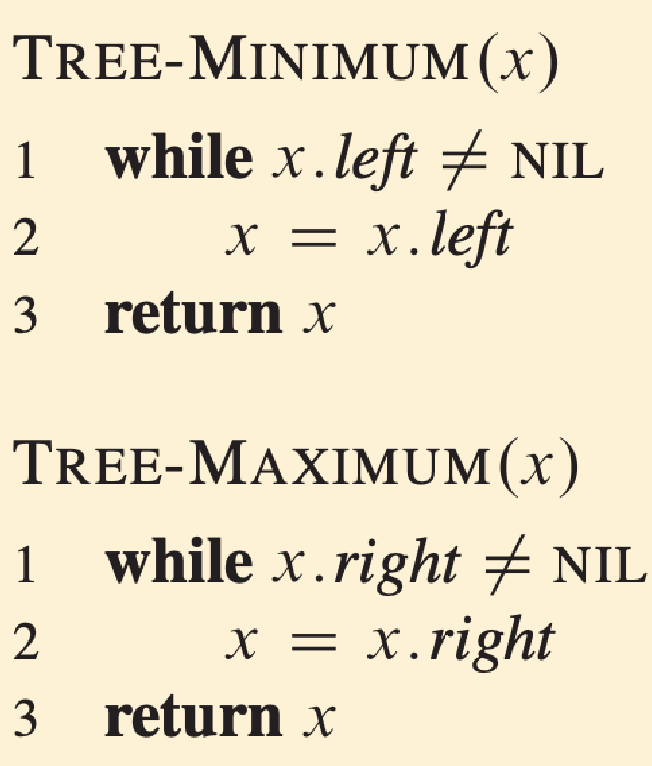 TREE-MINIMUM(x)
1 while x.left ≠ NIL
2 x = x.left
3 return x
TREE-MAXIMUM(x)
1 while x.right ≠ NIL
2 x = x.right
3 return x